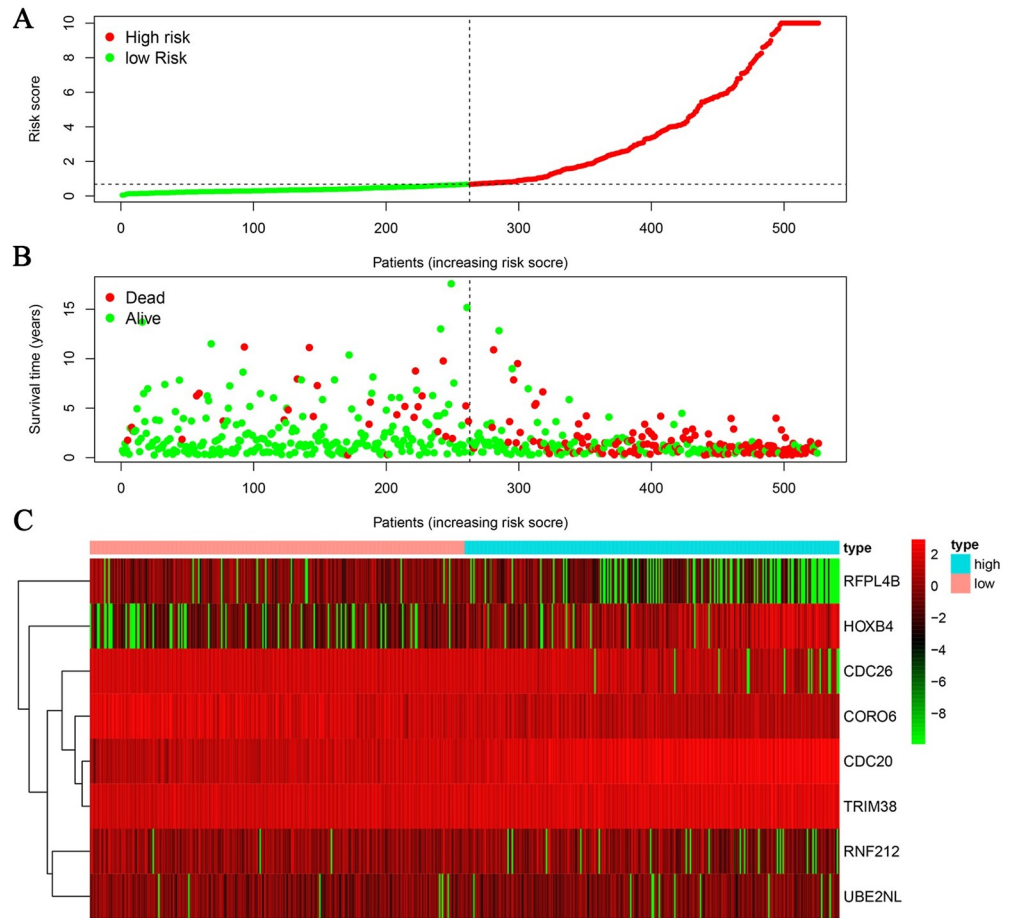 A
High risk
low Risk
Risk score
0
2
4
6
8
10
0
100
200
300
400
500
Patients (increasing risk socre)
B
Dead
Alive
Survival time (years)
0
5
10
15
0
100
200
300
400
500
Patients (increasing risk socre)
C
type
RFPL4B
HOXB4
CDC26
CORO6
CDC20
TRIM38
RNF212
UBE2NL
2
0
−2
−4
−6
−8
type
high
low